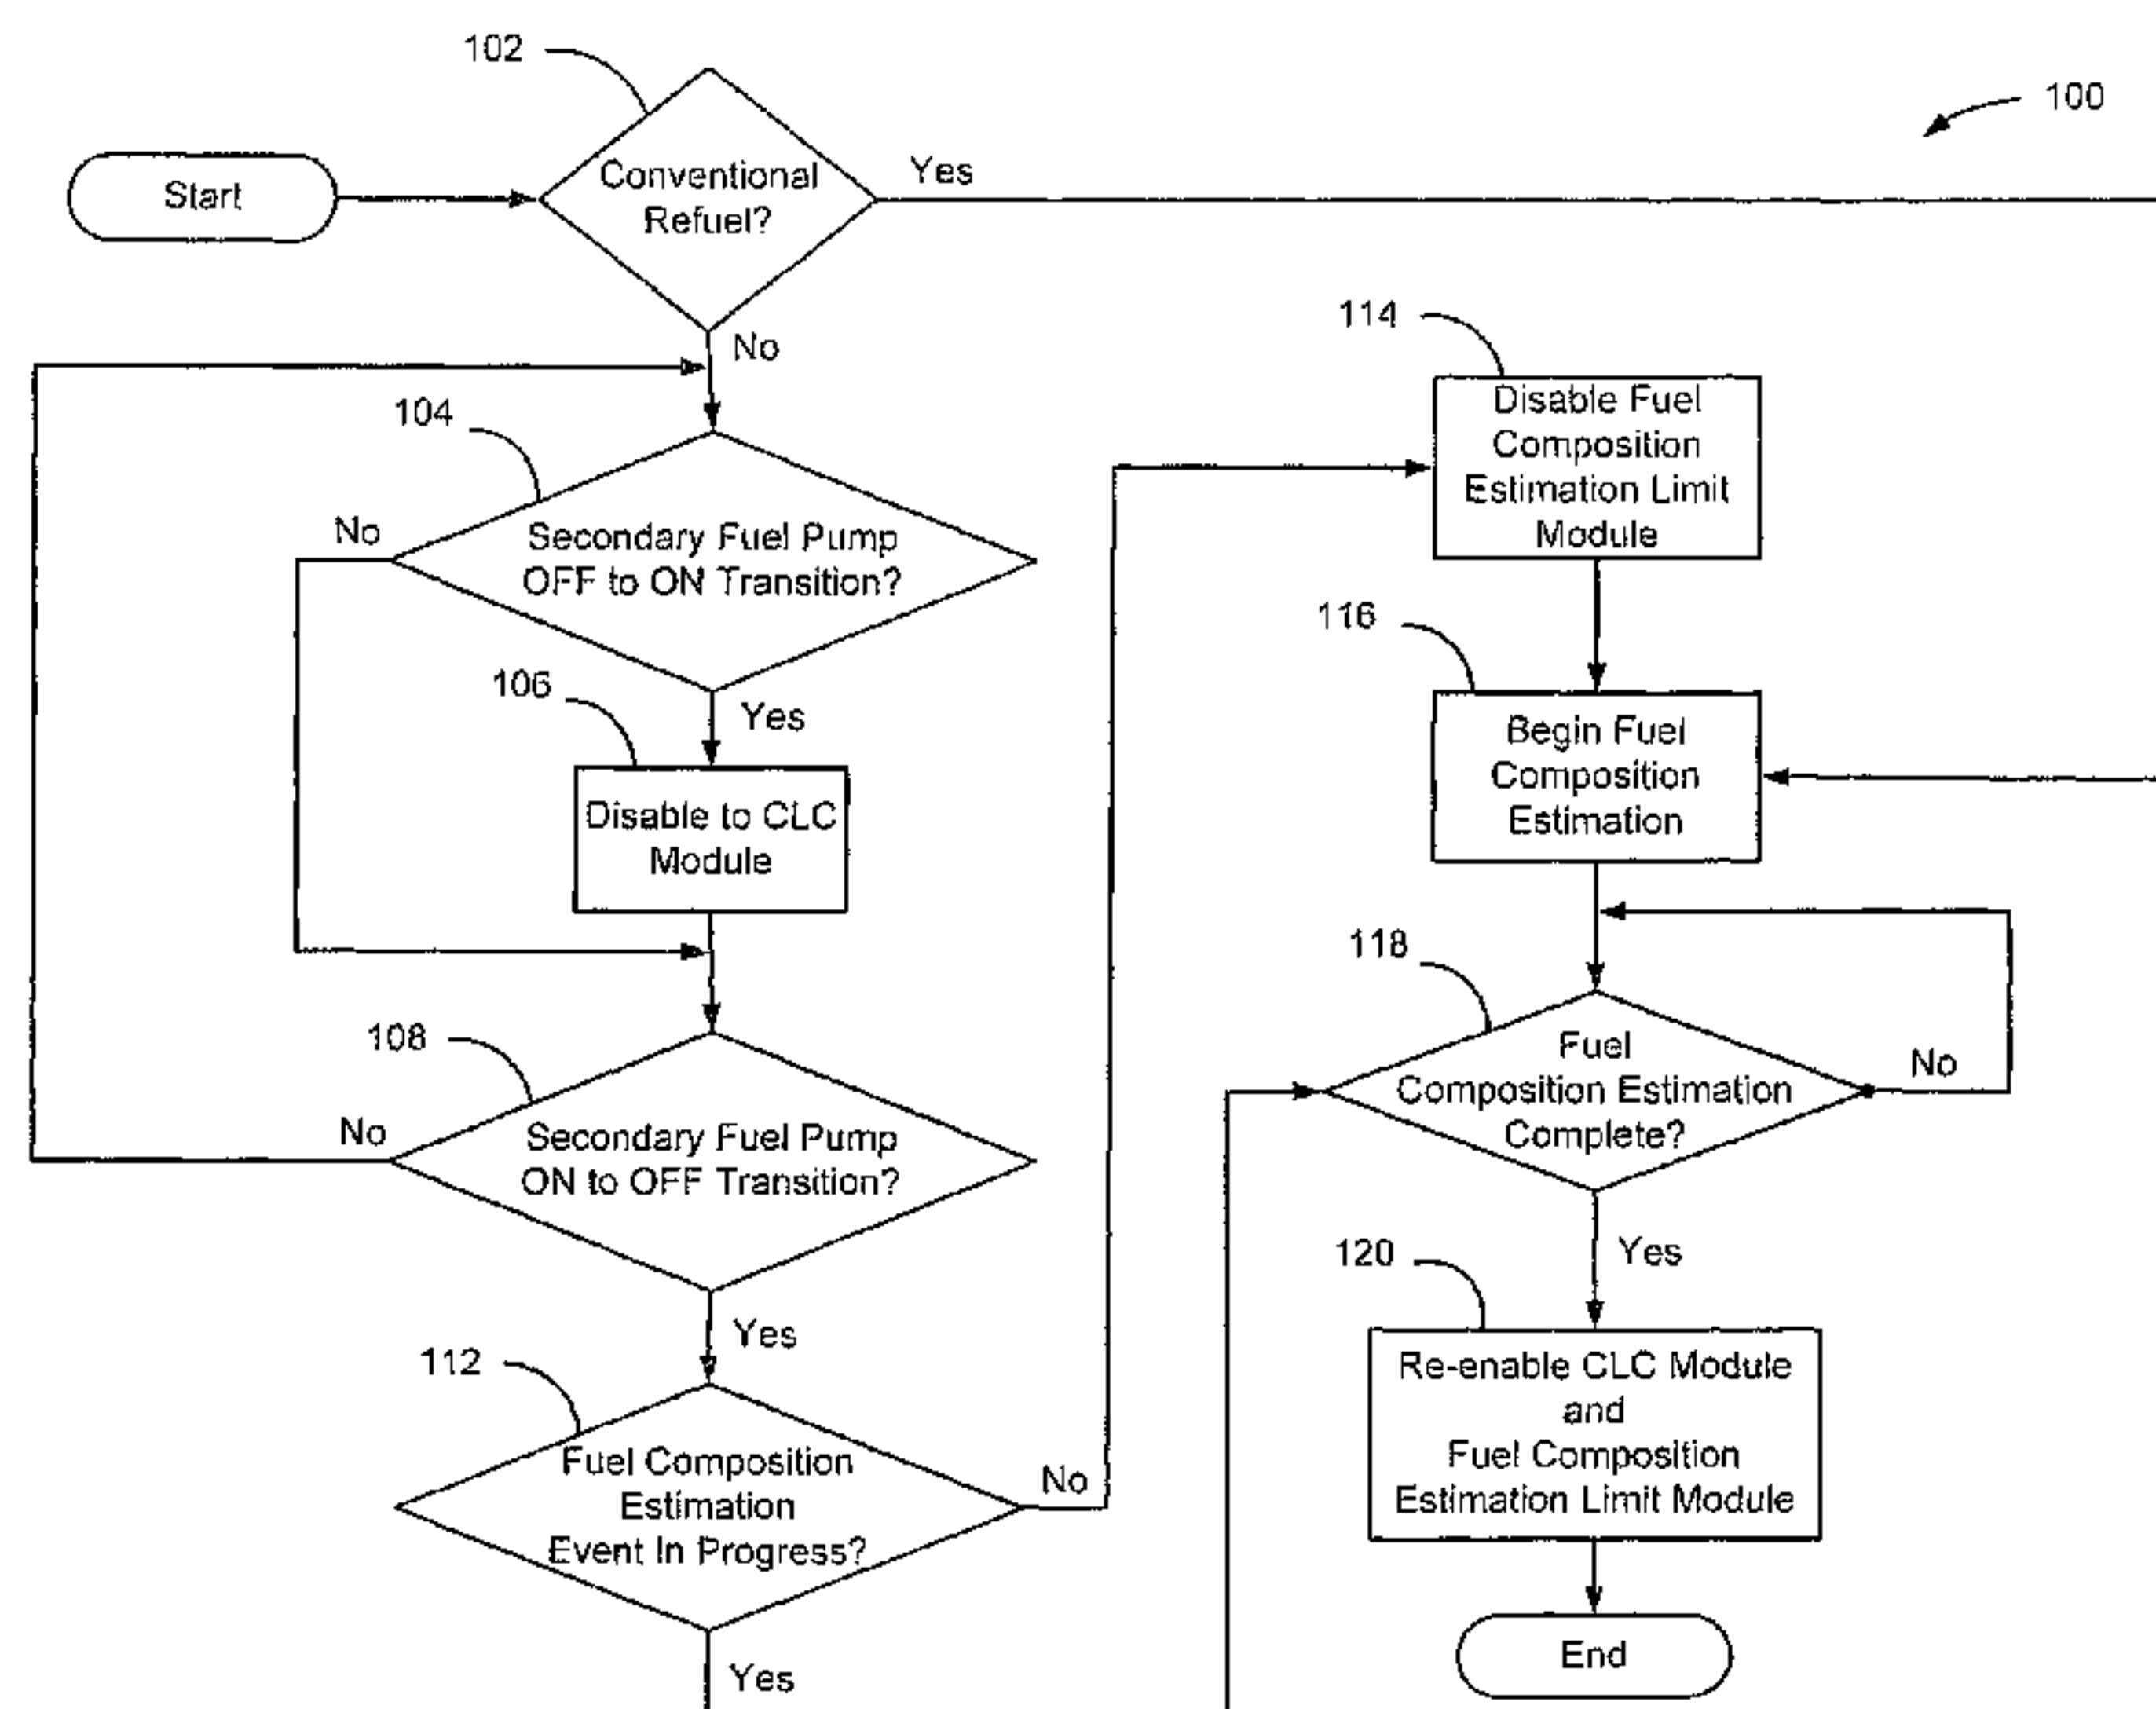 102
100
Start
Conventional
Refuel?
Yes
No
104
No
Secondary Fuel Pump
OFF to ON Transition?
Yes
106
Disable to CLC
Module
108
No
Secondary Fuel Pump
ON to OFF Transition?
Yes
112
Fuel Composition
Estimation
Event In Progress?
No
Yes
114
Disable Fuel
Composition
Estimation Limit
Module
116
Begin Fuel
Composition
Estimation
118
Fuel
Composition Estimation
Complete?
No
Yes
120
Re-enable CLC Module
and
Fuel Composition
Estimation Limit Module
End